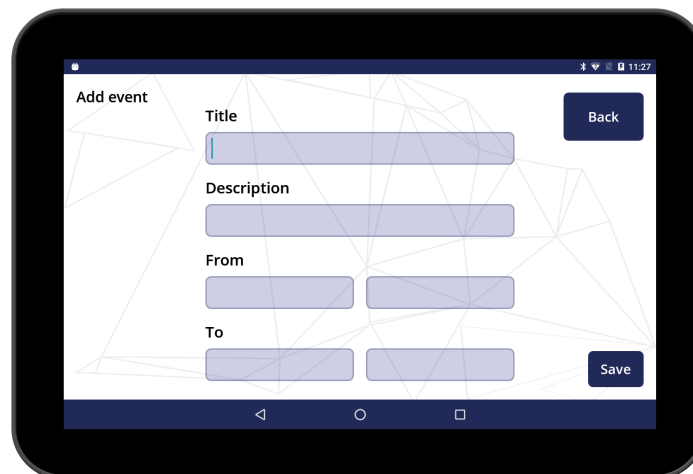 11:27
Add event
Back
Title
Description
From
To
Save